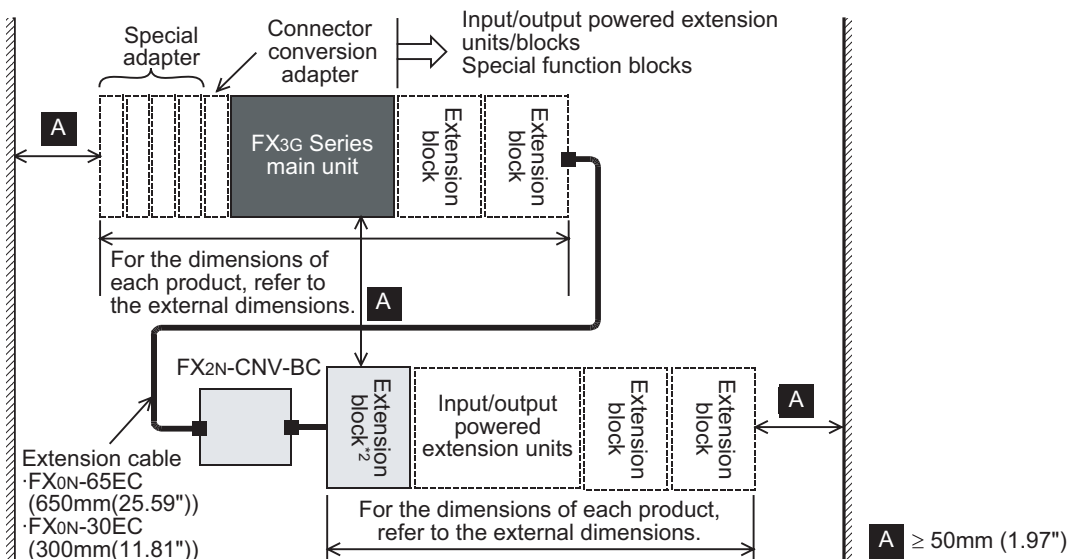 Special
adapter
Connector
conversion
adapter
Input/output powered extension
units/blocks
Special function blocks
A
FX3G Series
main unit
Extension
block
Extension
block
For the dimensions of
each product, refer to
the external dimensions.
A
FX2N-CNV-BC
Extension
block*2
Input/output
powered
extension units
Extension
block
Extension
block
A
Extension cable
·FX0N-65EC
(650mm(25.59"))
·FX0N-30EC
(300mm(11.81"))
For the dimensions of each product,
refer to the external dimensions.
A ≥ 50mm (1.97")